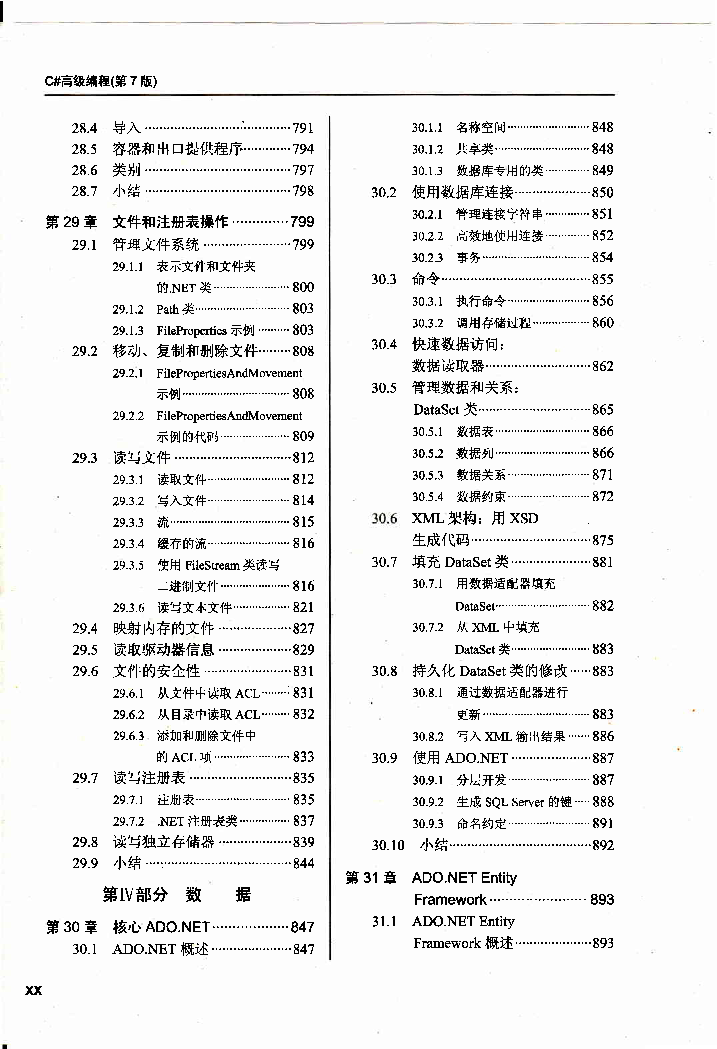 C#高级编程(第 7 版)
28.4 导入 791
28.5 容器和出口提供程序 794
28.6 类别 797
28.7 小结 798
第 29 章 文件和注册表操作 799
29.1 管理文件系统 799
29.1.1 表示文件和文件夹
的.NET 类 800
29.1.2 Path 类 803
29.1.3 FileProperties 示例 803
29.2 移动、复制和删除文件 808
29.2.1 FilePropertiesAndMovement
示例 808
29.2.2 FilePropertiesAndMovement
示例的代码 809
29.3 读写文件 812
29.3.1 读取文件 812
29.3.2 写入文件 814
29.3.3 流 815
29.3.4 缓存的流 816
29.3.5 使用 FileStream 类读写
二进制文件 816
29.3.6 读写文本文件 821
29.4 映射内存的文件 827
29.5 读取驱动器信息 829
29.6 文件的安全性 831
29.6.1 从文件中读取 ACL 831
29.6.2 从目录中读取 ACL 832
29.6.3 添加和删除文件中
的 ACL 项 833
29.7 读写注册表 835
29.7.1 注册表 835
29.7.2 .NET 注册表类 837
29.8 读写独立存储器 839
29.9 小结 844
第Ⅳ部分 数 据
第 30 章 核心 ADO.NET 847
30.1 ADO.NET 概述 847
30.1.1 名称空间 848
30.1.2 共享类 848
30.1.3 数据库专用的类 849
30.2 使用数据库连接 850
30.2.1 管理连接字符串 851
30.2.2 高效地使用连接 852
30.2.3 事务 854
30.3 命令 855
30.3.1 执行命令 856
30.3.2 调用存储过程 860
30.4 快速数据访问：
数据读取器 862
30.5 管理数据和关系：
DataSet 类 865
30.5.1 数据表 866
30.5.2 数据列 866
30.5.3 数据关系 871
30.5.4 数据约束 872
30.6 XML 架构：用 XSD
生成代码 875
30.7 填充 DataSet 类 881
30.7.1 用数据适配器填充
DataSet 882
30.7.2 从 XML 中填充
DataSet 类 883
30.8 持久化 DataSet 类的修改 883
30.8.1 通过数据适配器进行
更新 883
30.8.2 写入 XML 输出结果 886
30.9 使用 ADO.NET 887
30.9.1 分层开发 887
30.9.2 生成 SQL Server 的键 888
30.9.3 命名约定 891
30.10 小结 892
第 31 章 ADO.NET Entity
Framework 893
31.1 ADO.NET Entity
Framework 概述 893
XX